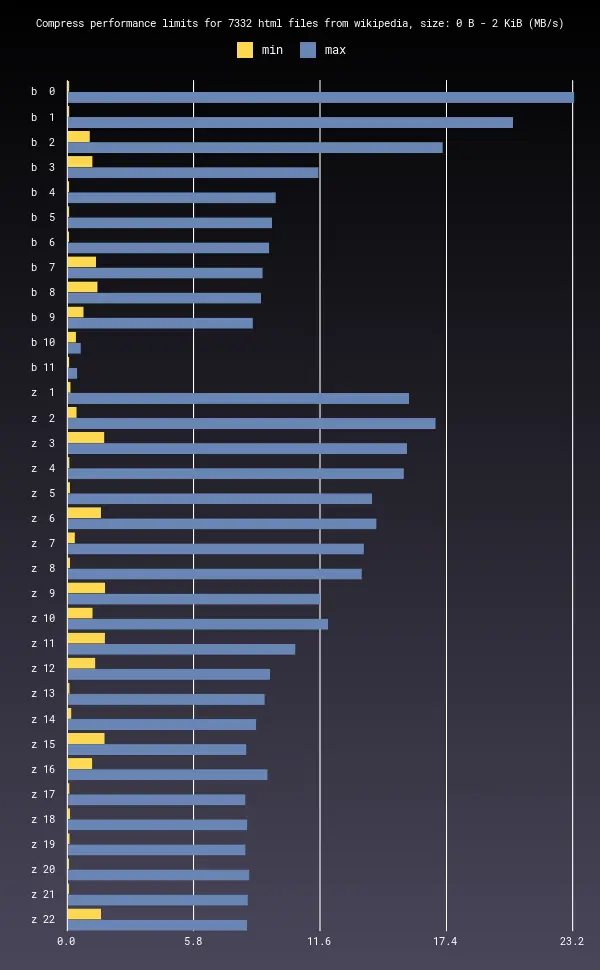 Compress performance limits for 7332 html files from wikipedia, size: 0 B - 2 KiB (MB/s)
min max
b 0
b 1
b 2
b 3
b 4
b 5
b 6
b 7
b 8
b 9
b 10
b 11
z 1
z 2
z 3
z 4
z 5
z 6
z 7
z 8
z 9
z 10
z 11
z 12
z 13
z 14
z 15
z 16
z 17
z 18
z 19
z 20
z 21
z 22
0.0 5.8 11.6 17.4 23.2